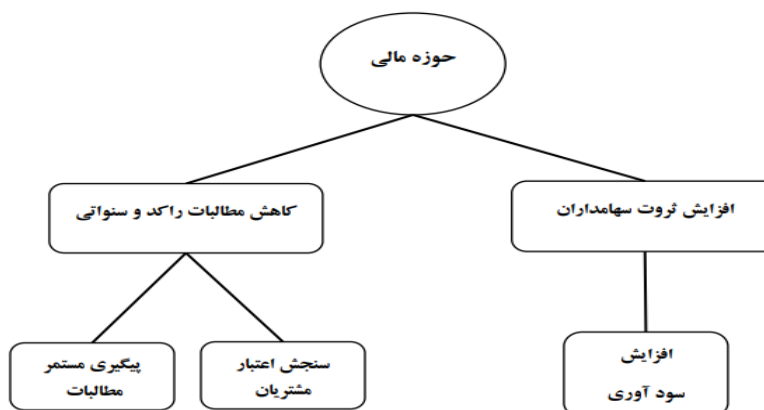 حوزه مالی
افزایش ثروت سهامداران
کاهش مطالبات راکد و سنواتی
افزایش
سود آوری
سنجش اعتبار
مشتریان
پیگیری مستمر
مطالبات